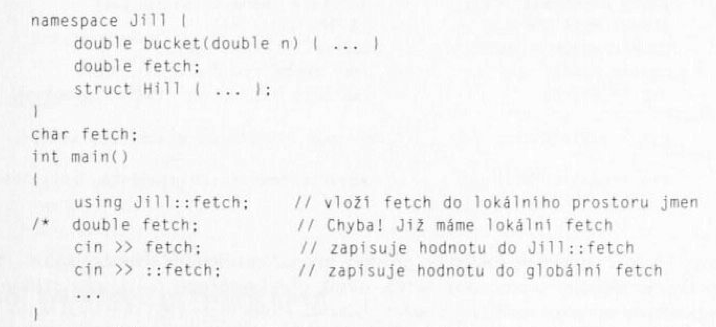 namespace Jill {
    double bucket(double n) { ... }
    double fetch;
    struct Hill { ... };
}
char fetch;
int main()
{
    using Jill::fetch;    // vloží fetch do lokálního prostoru jmen
/*  double fetch;         // Chyba! Již máme lokální fetch
    cin >> fetch;         // zapisuje hodnotu do Jill::fetch
    cin >> ::fetch;       // zapisuje hodnotu do globální fetch
    ...
}